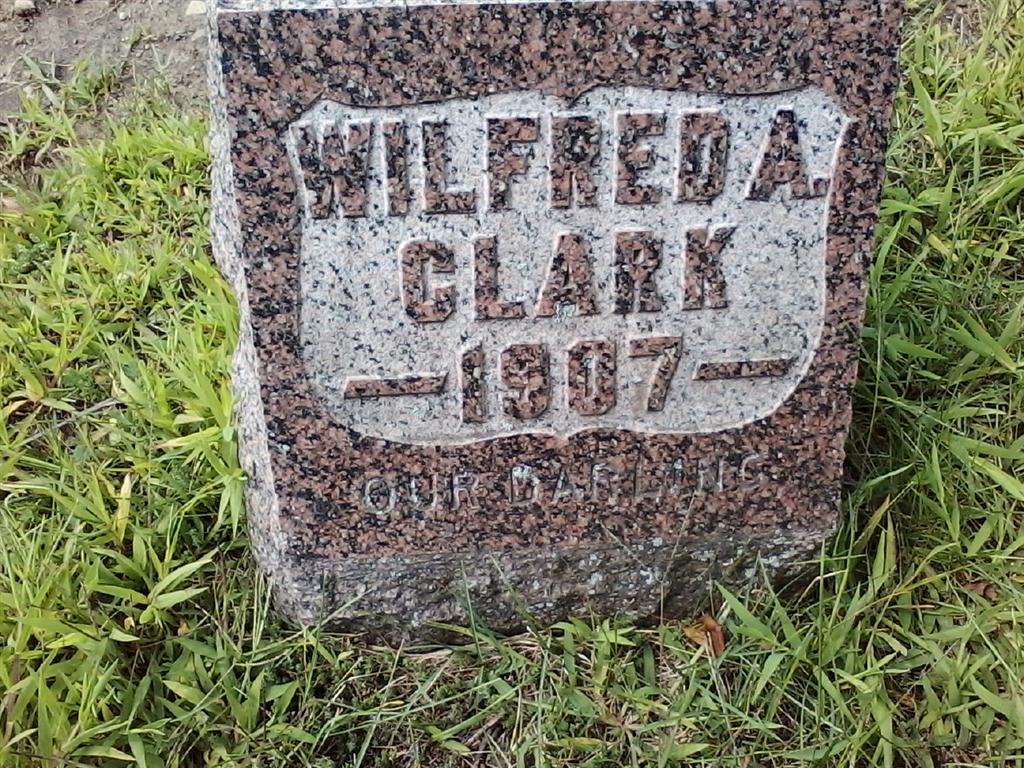 WILFRED A.
CLARK
— 1907 —
OUR DARLING